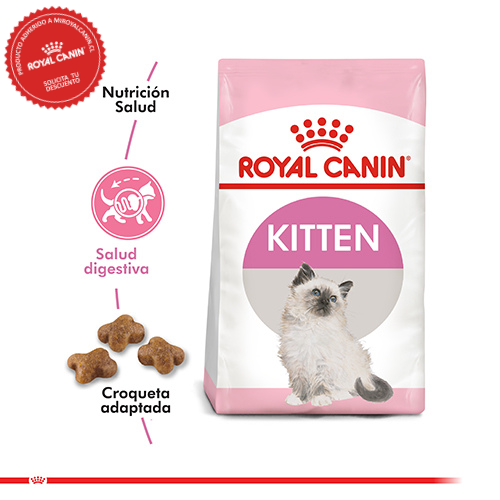 PRODUCTO ADHERIDO A MIROYALCANIN.CL
ROYAL CANIN
SOLICITA TU
DESCUENTO
Nutrición
Salud
Salud
digestiva
Croqueta
adaptada
ROYAL CANIN
KITTEN